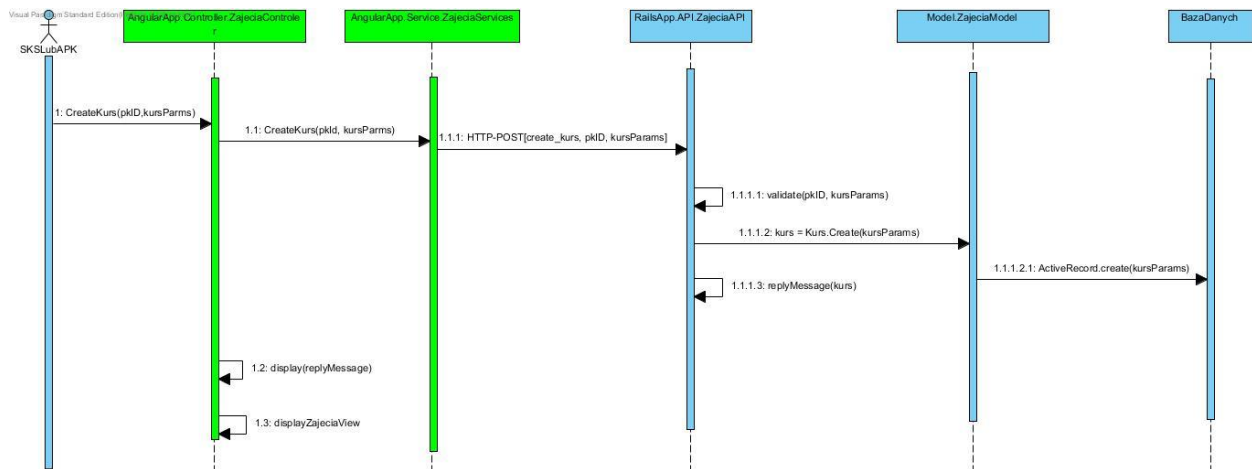 Visual Paradigm Standard Edition(
SKSLubAPK
AngularApp.Controller.ZajeciaControle
r
AngularApp.Service.ZajeciaServices
RailsApp.API.ZajeciaAPI
Model.ZajeciaModel
BazaDanych
1: CreateKurs(pkID,kursParms)
1.1: CreateKurs(pkId, kursParms)
1.1.1: HTTP-POST[create_kurs, pkID, kursParams]
1.1.1.1: validate(pkID, kursParams)
1.1.1.2: kurs = Kurs.Create(kursParams)
1.1.1.2.1: ActiveRecord.create(kursParams)
1.1.1.3: replyMessage(kurs)
1.2: display(replyMessage)
1.3: displayZajeciaView